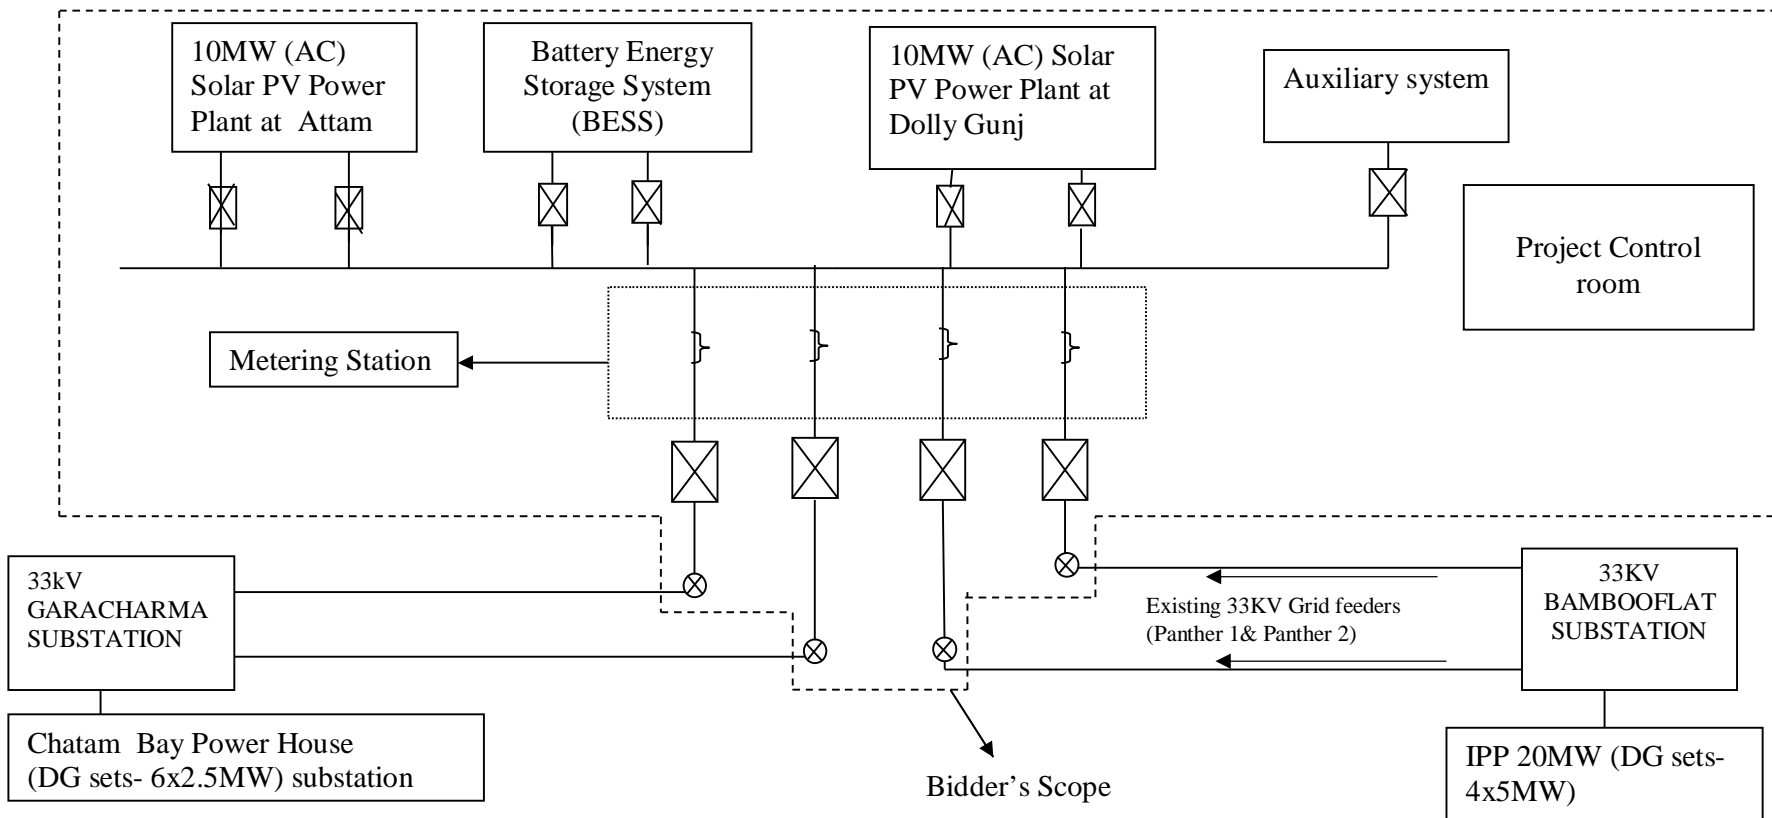 10MW (AC)
Solar PV Power
Plant at  Attam
Battery Energy
Storage System
(BESS)
10MW (AC) Solar
PV Power Plant at
Dolly Gunj
Auxiliary system
Project Control
room
Metering Station
33kV
GARACHARMA
SUBSTATION
Existing 33KV Grid feeders
(Panther 1& Panther 2)
33KV
BAMBOOFLAT
SUBSTATION
Chatam  Bay Power House
(DG sets- 6x2.5MW) substation
Bidder’s Scope
IPP 20MW (DG sets-
4x5MW)